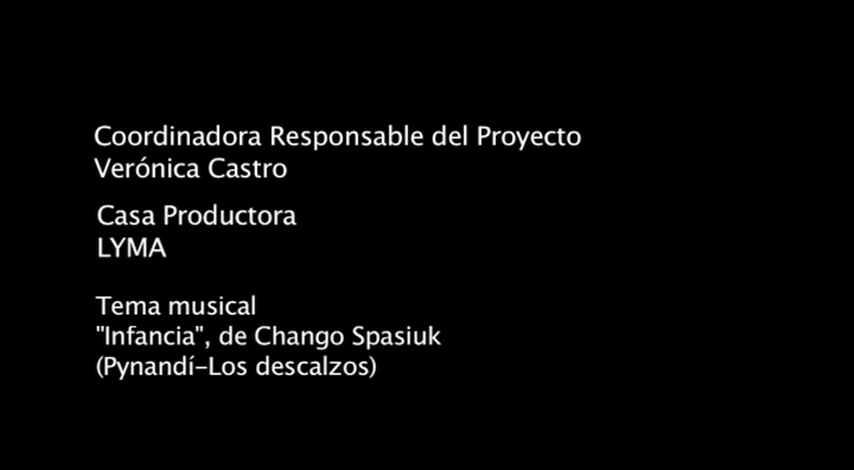 Coordinadora Responsable del Proyecto
Verónica Castro
Casa Productora
LYMA
Tema musical
"Infancia", de Chango Spasiuk
(Pynandí-Los descalzos)